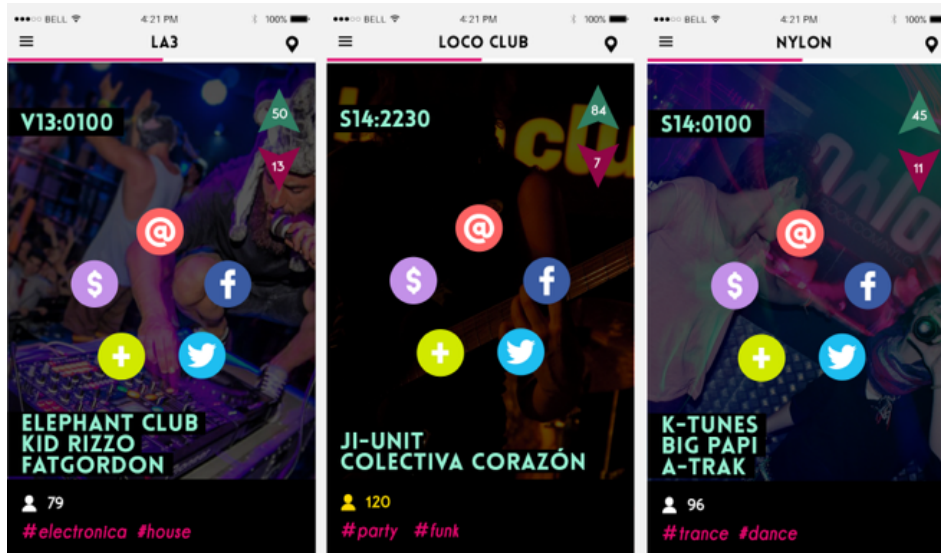 BELL 4:21 PM 100%
LA3
V13:0100
50
13
@
$
f
+
ELEPHANT CLUB
KID RIZZO
FATGORDON
79
#electronica #house
BELL 4:21 PM 100%
LOCO CLUB
S14:2230
84
7
club
@
$
f
+
JI-UNIT
COLECTIVA CORAZÓN
120
#party #funk
BELL 4:21 PM 100%
NYLON
S14:0100
45
11
@
$
f
+
K-TUNES
BIG PAPI
A-TRAK
96
#trance #dance